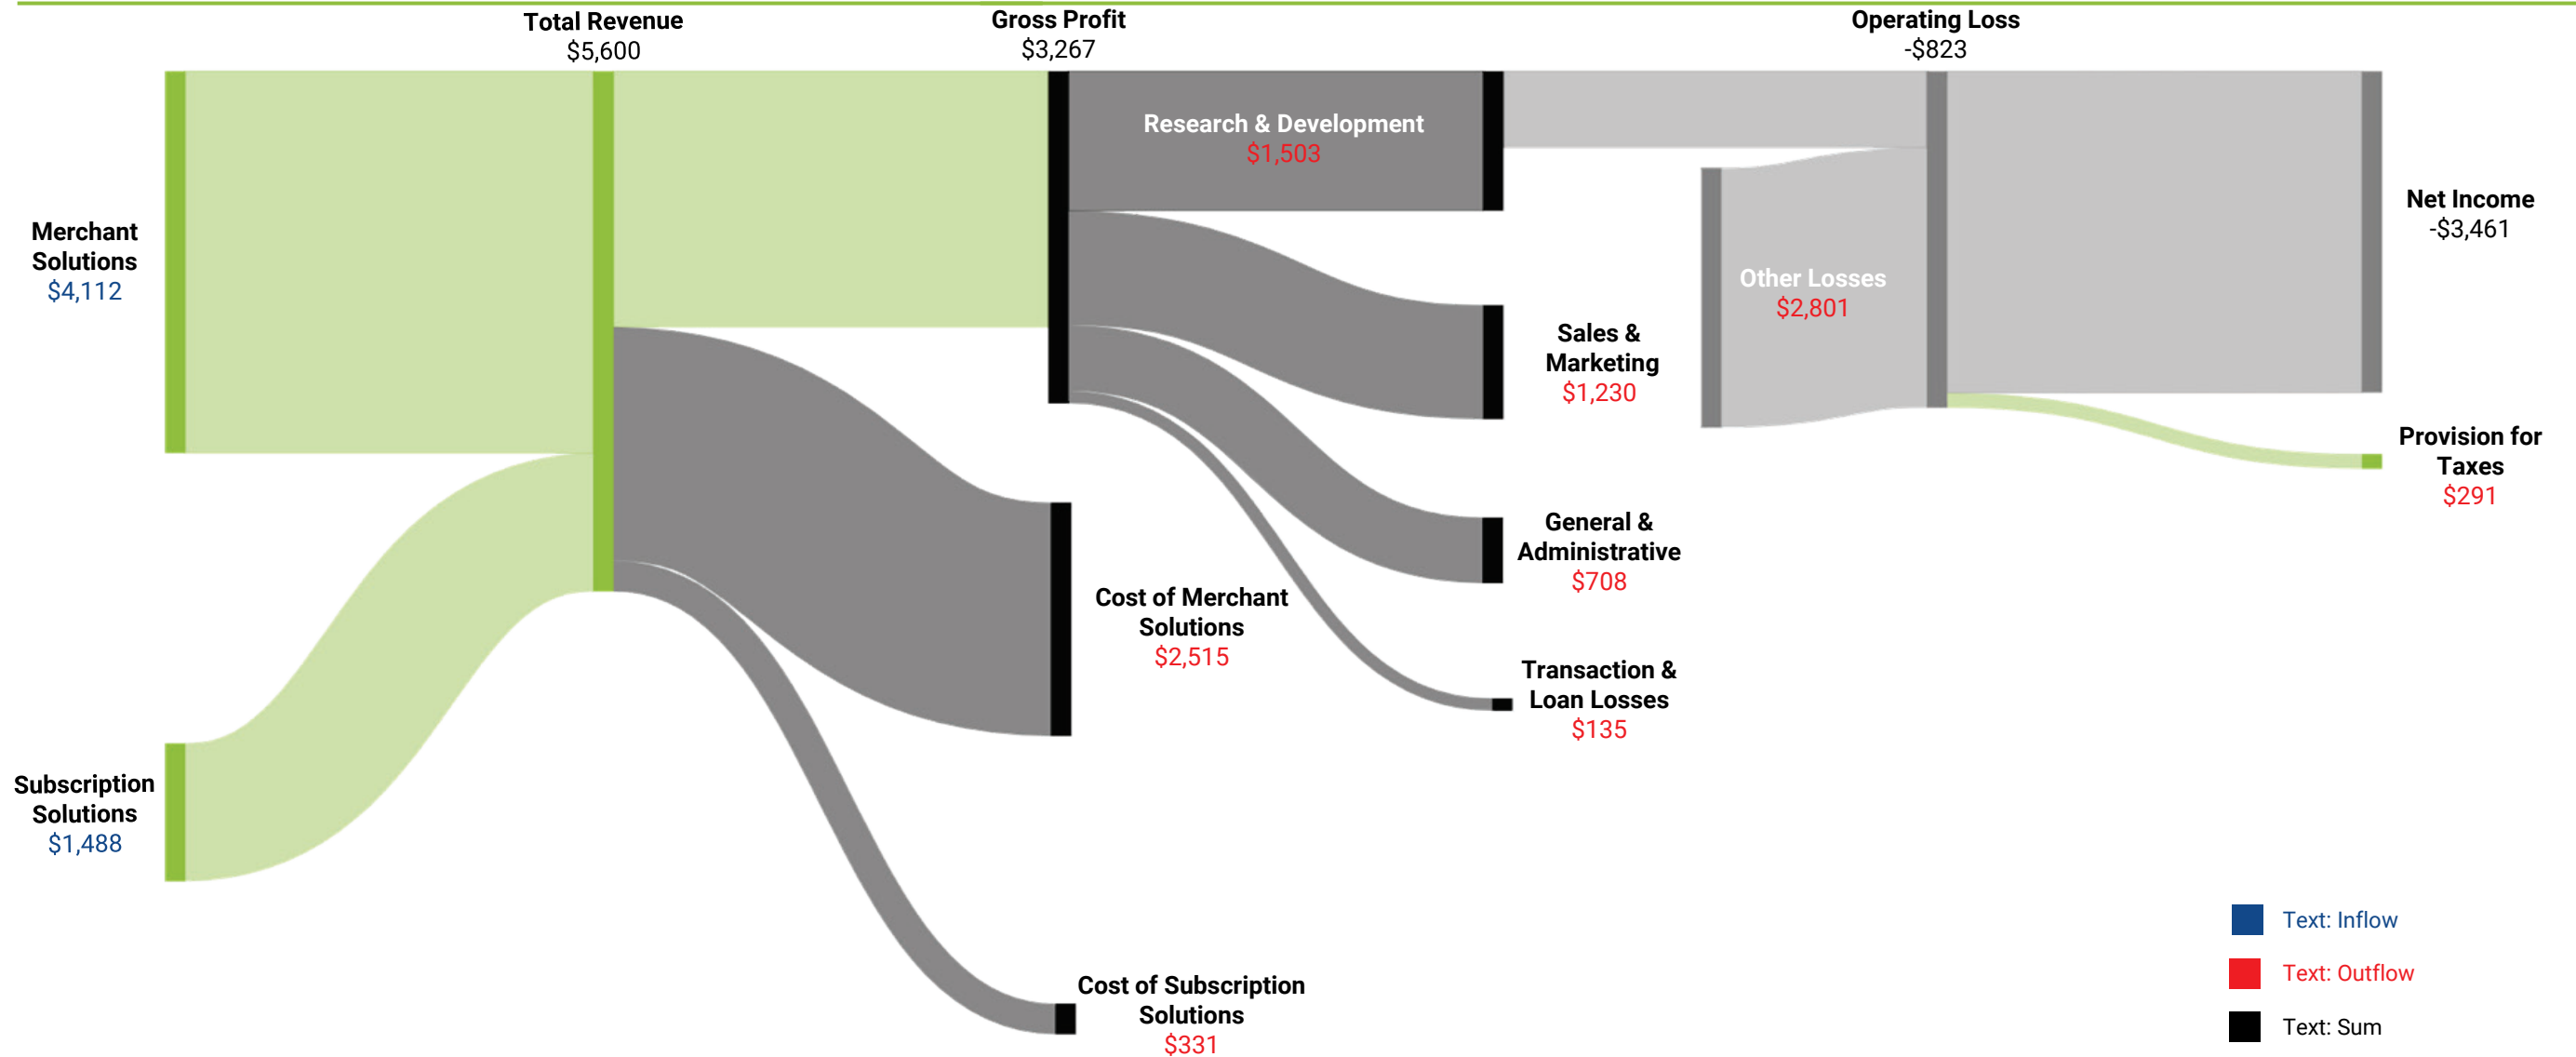 Total Revenue
$5,600
Gross Profit
$3,267
Operating Loss
-$823
Merchant
Solutions
$4,112
Subscription
Solutions
$1,488
Research & Development
$1,503
Cost of Merchant
Solutions
$2,515
Cost of Subscription
Solutions
$331
Sales &
Marketing
$1,230
General &
Administrative
$708
Transaction &
Loan Losses
$135
Other Losses
$2,801
Net Income
-$3,461
Provision for
Taxes
$291
Text: Inflow
Text: Outflow
Text: Sum